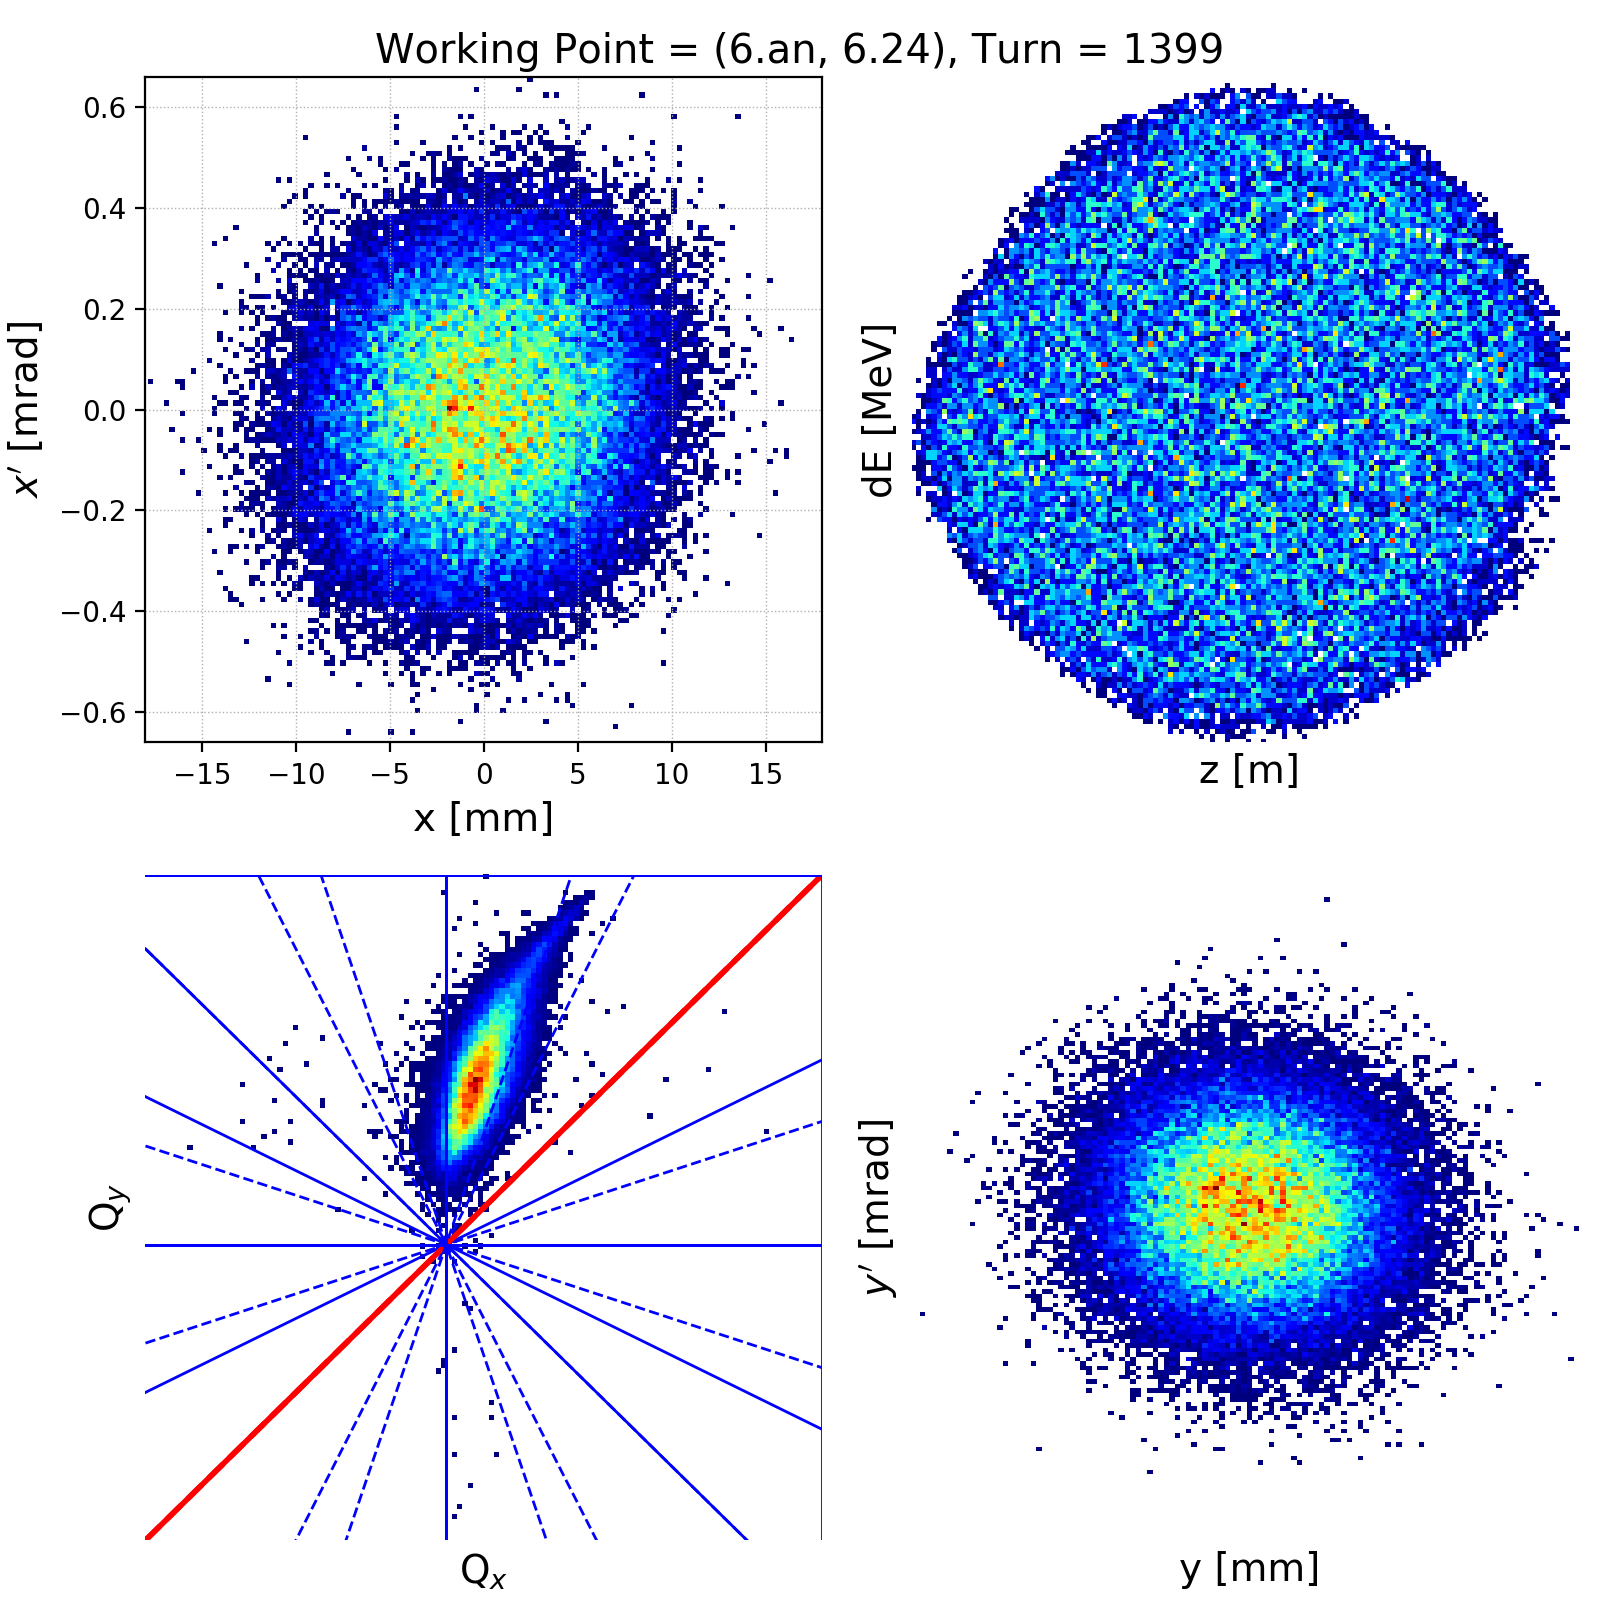 Working Point = (6.an, 6.24), Turn = 1399
0.6
0.4
0.2
0.0
−0.2
−0.4
−0.6
x′ [mrad]
−15 −10 −5 0 5 10 15
x [mm]
dE [MeV]
z [m]
Qy
Qx
y′ [mrad]
y [mm]